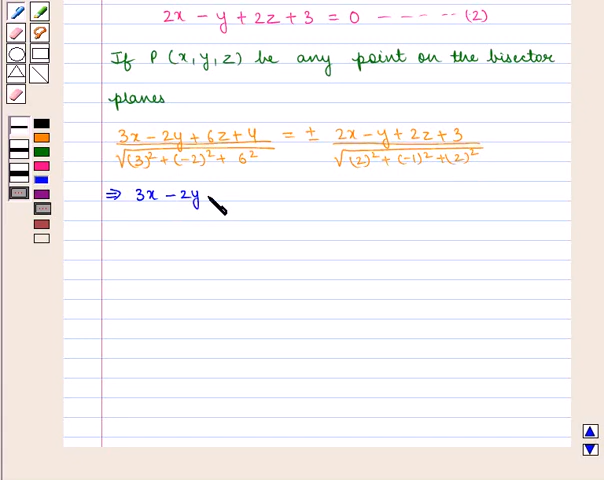 2x − y + 2z + 3 = 0 ------(2)
If P (x, y, z) be any point on the bisector
planes
3x − 2y + 6z + 4 / √(3)² + (−2)² + 6² = ± 2x − y + 2z + 3 / √(2)² + (−1)² + (2)²
⇒ 3x − 2y